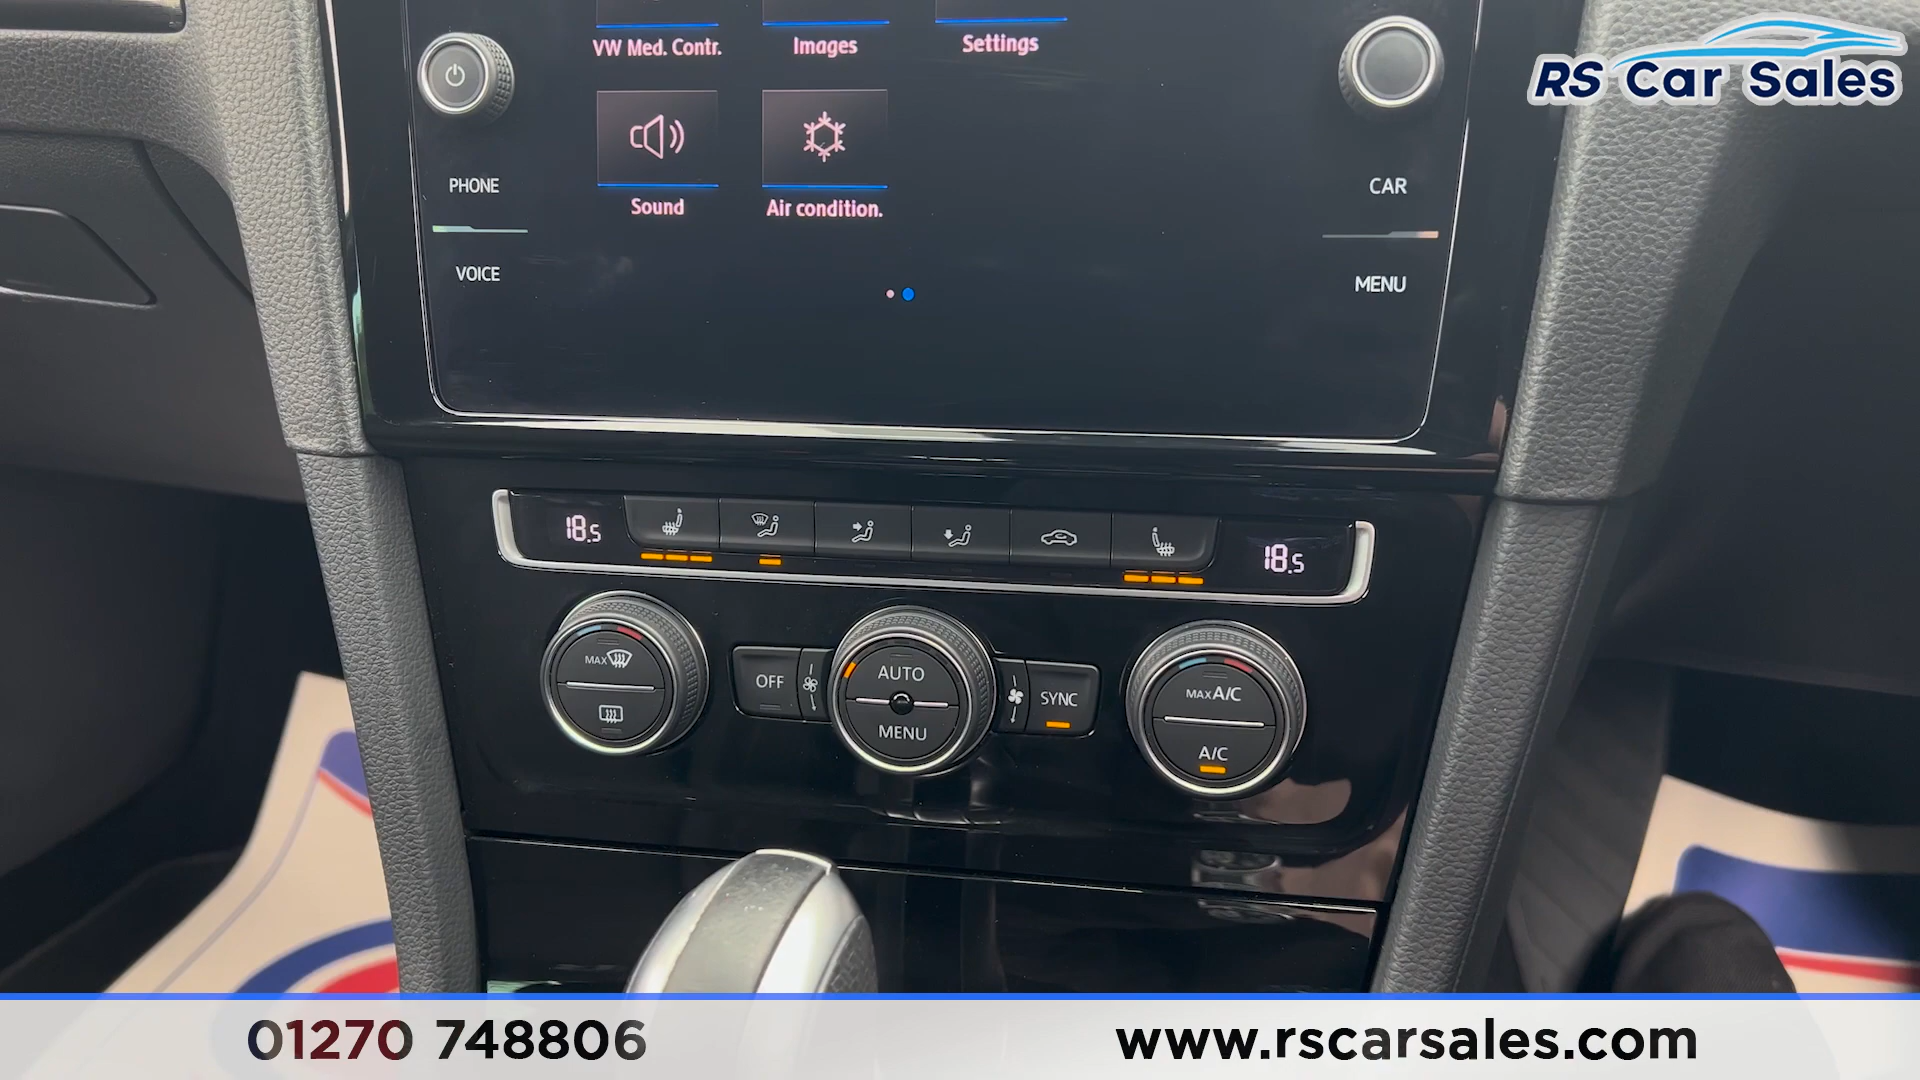 RS Car Sales
VW Med. Contr.
Images
Settings
PHONE
CAR
Sound
Air condition.
VOICE
MENU
18.5
18.5
MAX
OFF
AUTO
MENU
SYNC
MAX A/C
A/C
01270 748806
www.rscarsales.com